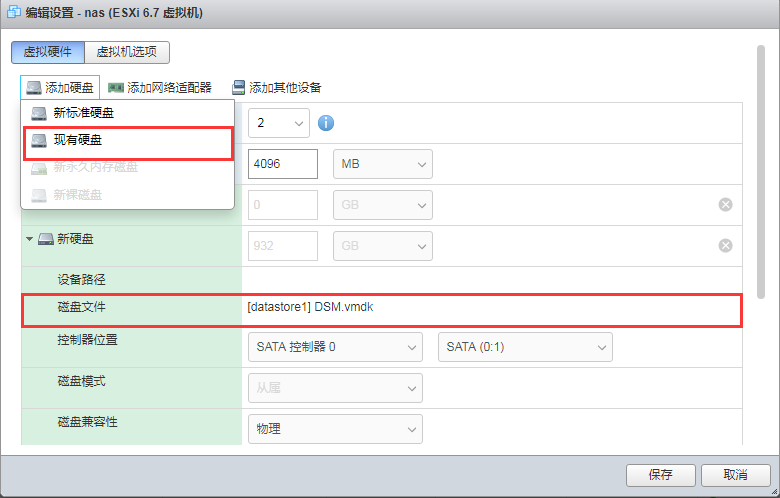 编辑设置 - nas (ESXi 6.7 虚拟机)
虚拟硬件 虚拟机选项
添加硬盘 添加网络适配器 添加其他设备
新标准硬盘
现有硬盘
新永久内存磁盘
新裸磁盘
2
4096 MB
0 GB
新硬盘 932 GB
设备路径
磁盘文件 [datastore1] DSM.vmdk
控制器位置 SATA 控制器 0 SATA (0:1)
磁盘模式 从属
磁盘兼容性 物理
保存 取消